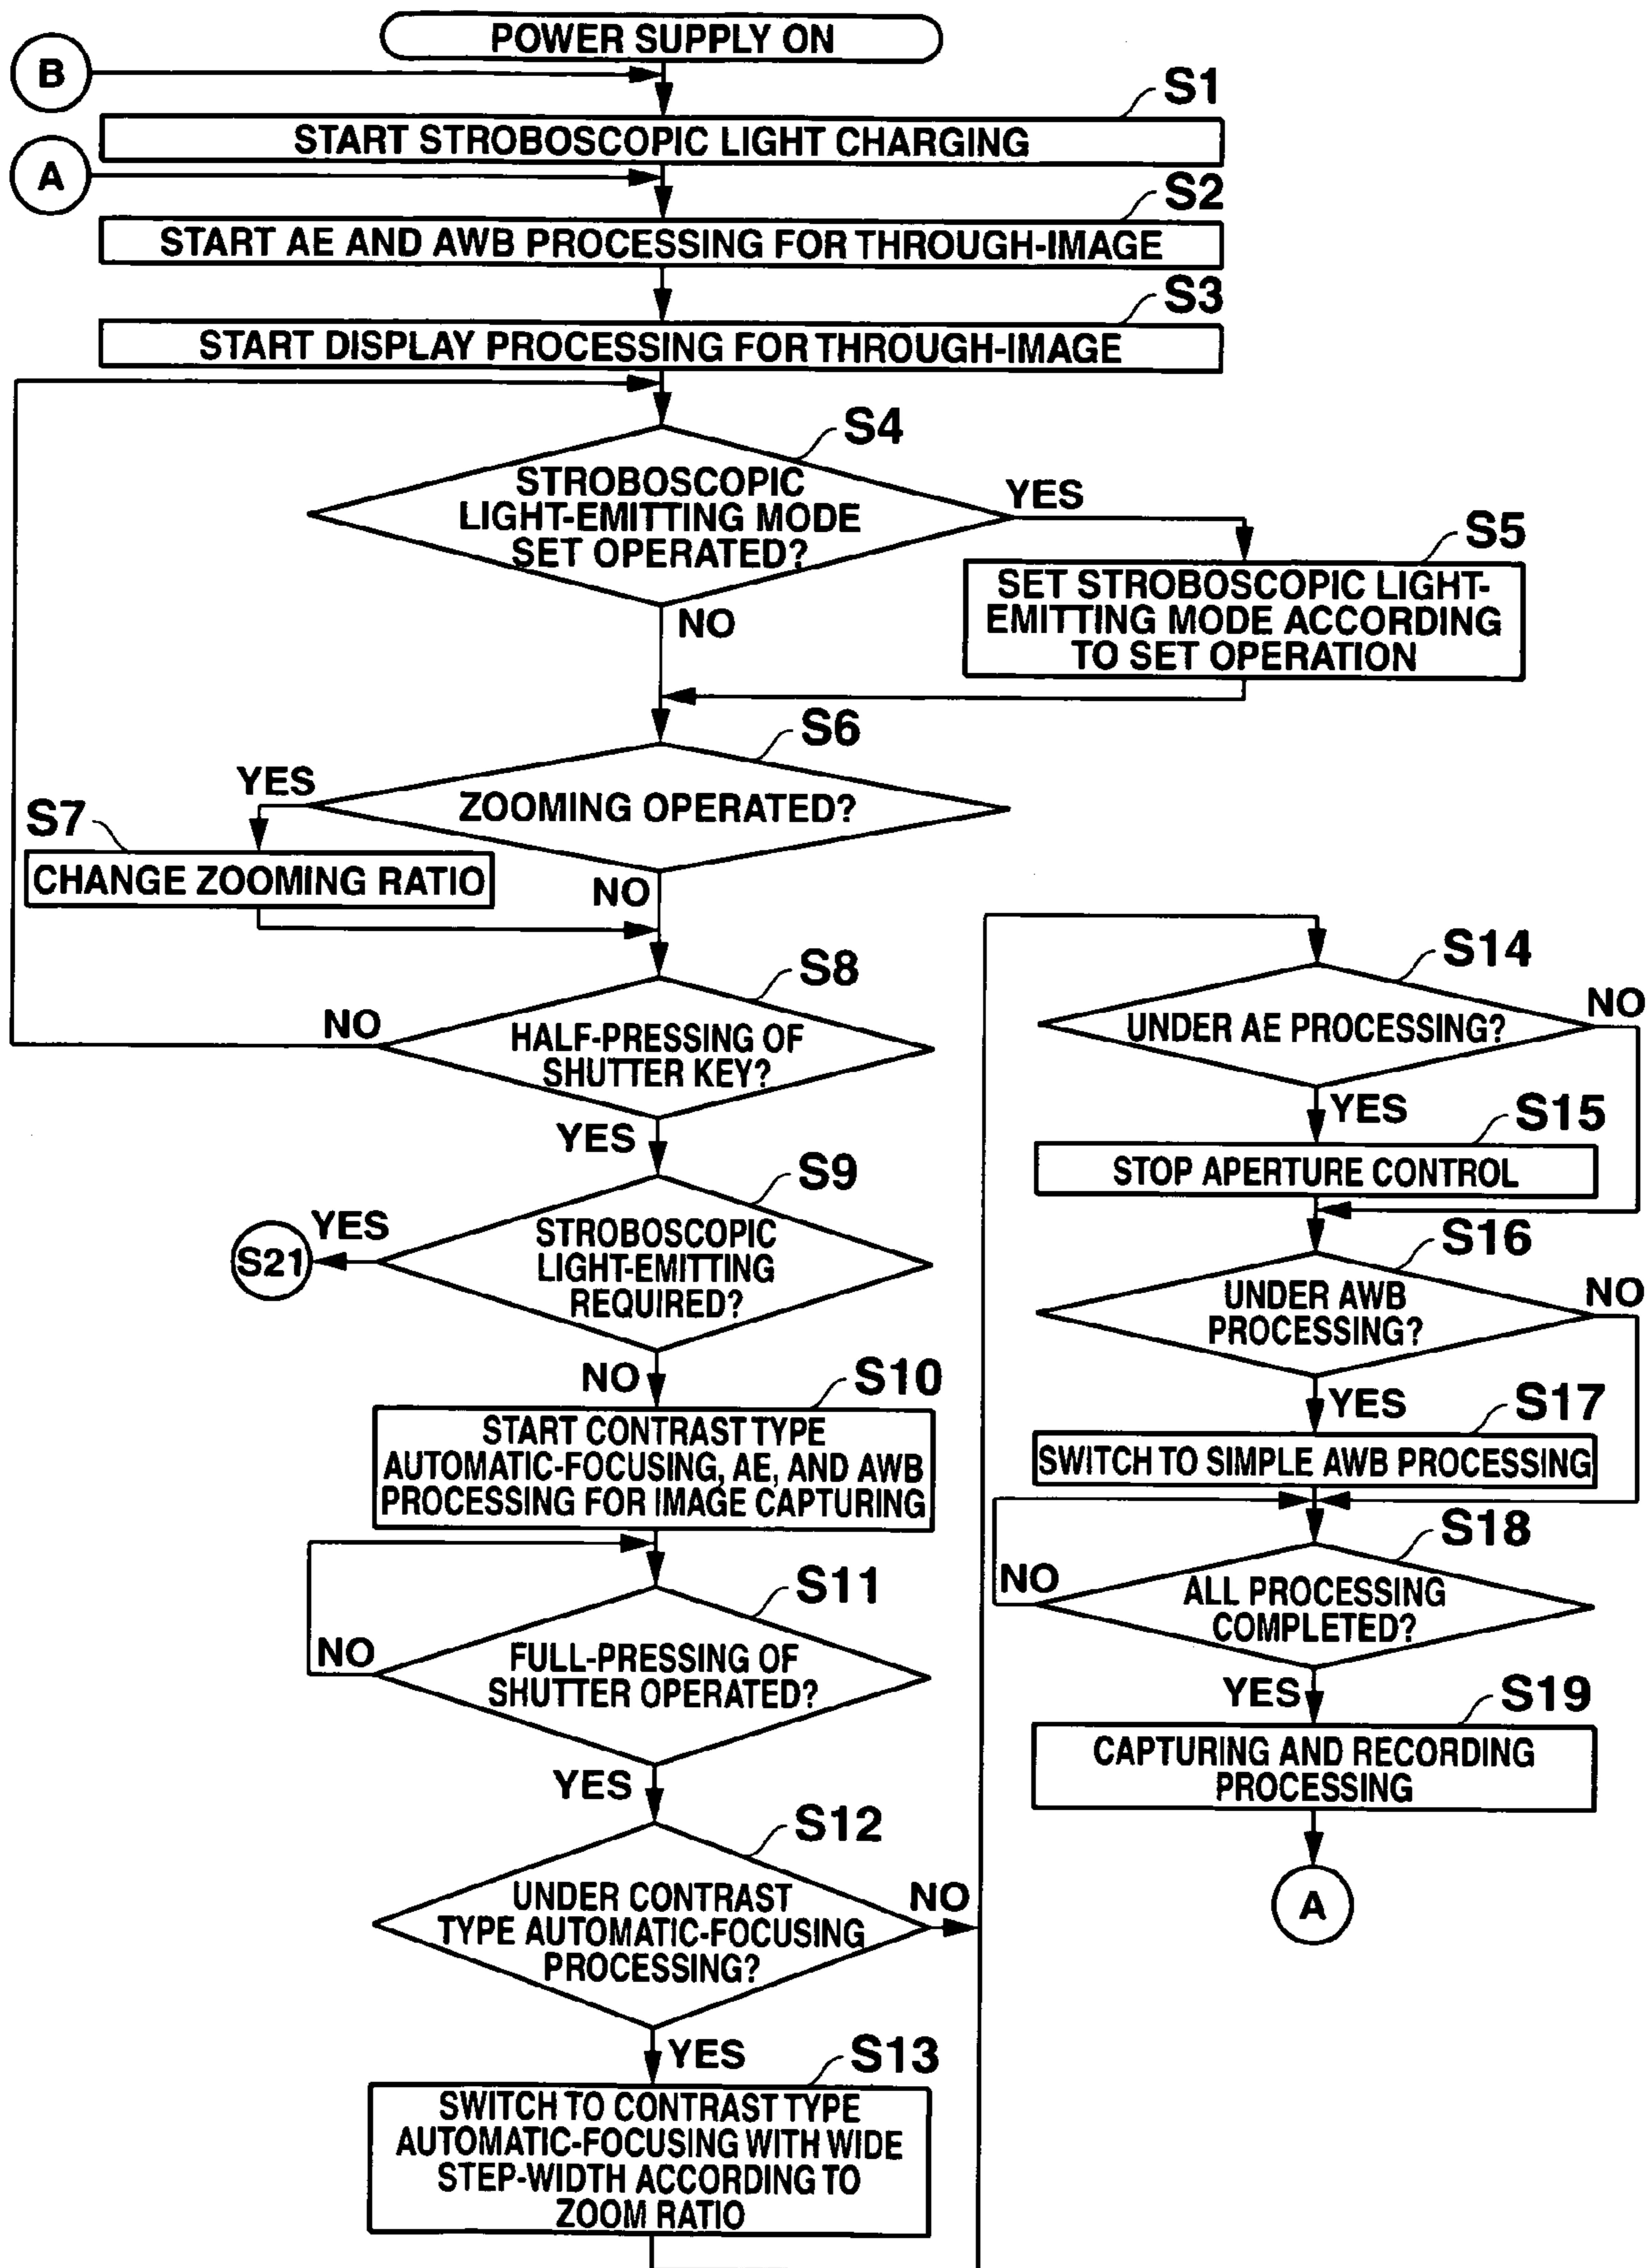 POWER SUPPLY ON
B
S1
START STROBOSCOPIC LIGHT CHARGING
A
S2
START AE AND AWB PROCESSING FOR THROUGH-IMAGE
S3
START DISPLAY PROCESSING FOR THROUGH-IMAGE
S4
STROBOSCOPIC
LIGHT-EMITTING MODE
SET OPERATED?
YES
S5
SET STROBOSCOPIC LIGHT-
EMITTING MODE ACCORDING
TO SET OPERATION
NO
S6
ZOOMING OPERATED?
YES
S7
CHANGE ZOOMING RATIO
NO
S8
HALF-PRESSING OF
SHUTTER KEY?
NO
YES
S9
STROBOSCOPIC
LIGHT-EMITTING
REQUIRED?
YES
S21
NO
S10
START CONTRAST TYPE
AUTOMATIC-FOCUSING, AE, AND AWB
PROCESSING FOR IMAGE CAPTURING
S11
FULL-PRESSING OF
SHUTTER OPERATED?
NO
YES
S12
UNDER CONTRAST
TYPE AUTOMATIC-FOCUSING
PROCESSING?
NO
YES
S13
SWITCH TO CONTRAST TYPE
AUTOMATIC-FOCUSING WITH WIDE
STEP-WIDTH ACCORDING TO
ZOOM RATIO
S14
UNDER AE PROCESSING?
NO
YES
S15
STOP APERTURE CONTROL
S16
UNDER AWB
PROCESSING?
NO
YES
S17
SWITCH TO SIMPLE AWB PROCESSING
S18
ALL PROCESSING
COMPLETED?
NO
YES
S19
CAPTURING AND RECORDING
PROCESSING
A